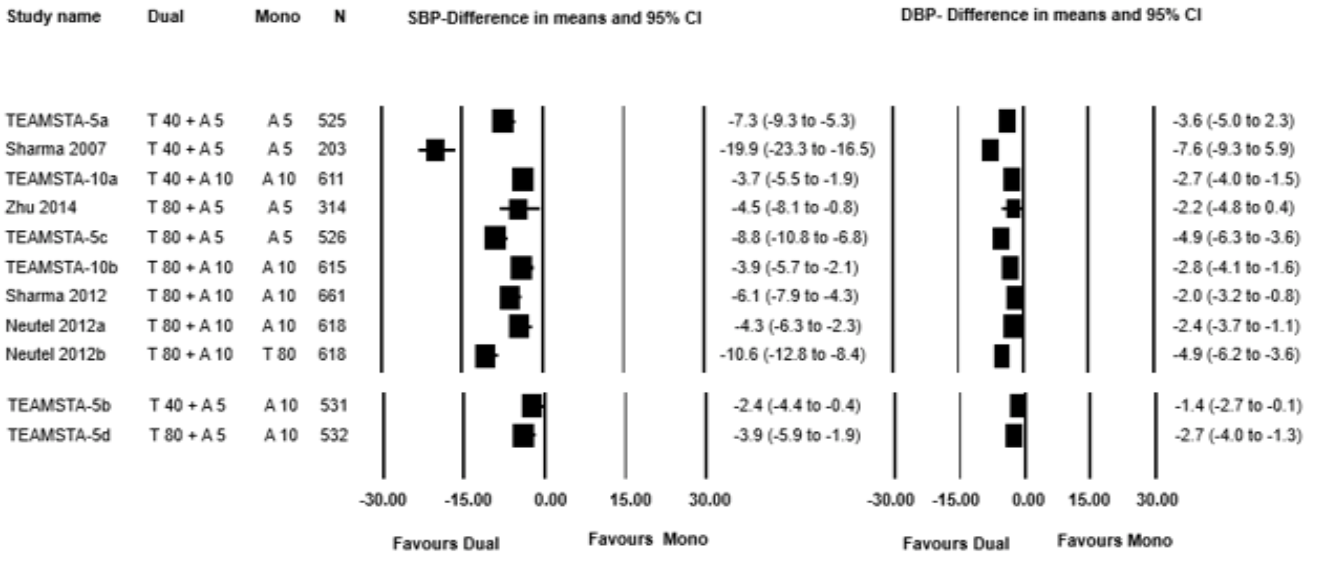 Study name Dual Mono N SBP-Difference in means and 95% CI DBP- Difference in means and 95% CI
TEAMSTA-5a T 40 + A 5 A 5 525 -7.3 (-9.3 to -5.3) -3.6 (-5.0 to 2.3)
Sharma 2007 T 40 + A 5 A 5 203 -19.9 (-23.3 to -16.5) -7.6 (-9.3 to 5.9)
TEAMSTA-10a T 40 + A 10 A 10 611 -3.7 (-5.5 to -1.9) -2.7 (-4.0 to -1.5)
Zhu 2014 T 80 + A 5 A 5 314 -4.5 (-8.1 to -0.8) -2.2 (-4.8 to 0.4)
TEAMSTA-5c T 80 + A 5 A 5 526 -8.8 (-10.8 to -6.8) -4.9 (-6.3 to -3.6)
TEAMSTA-10b T 80 + A 10 A 10 615 -3.9 (-5.7 to -2.1) -2.8 (-4.1 to -1.6)
Sharma 2012 T 80 + A 10 A 10 661 -6.1 (-7.9 to -4.3) -2.0 (-3.2 to -0.8)
Neutel 2012a T 80 + A 10 A 10 618 -4.3 (-6.3 to -2.3) -2.4 (-3.7 to -1.1)
Neutel 2012b T 80 + A 10 T 80 618 -10.6 (-12.8 to -8.4) -4.9 (-6.2 to -3.6)
TEAMSTA-5b T 40 + A 5 A 10 531 -2.4 (-4.4 to -0.4) -1.4 (-2.7 to -0.1)
TEAMSTA-5d T 80 + A 5 A 10 532 -3.9 (-5.9 to -1.9) -2.7 (-4.0 to -1.3)
-30.00 -15.00 0.00 15.00 30.00 -30.00 -15.00 0.00 15.00 30.00
Favours Dual Favours Mono Favours Dual Favours Mono